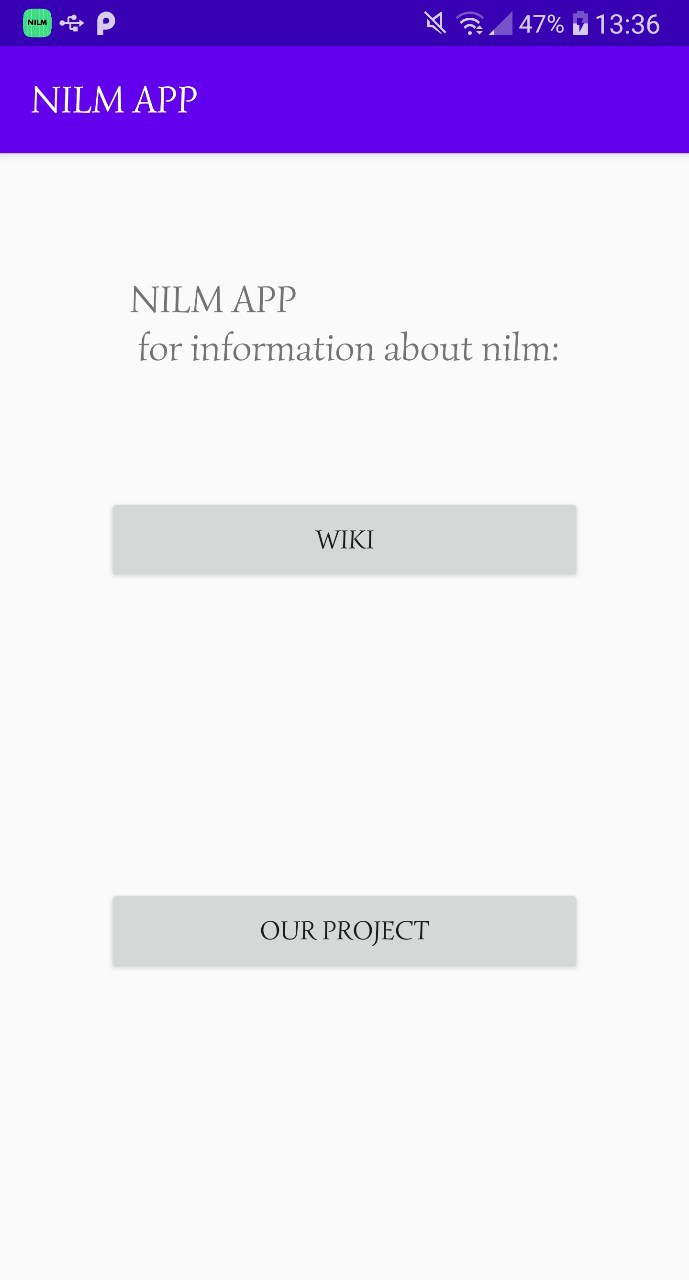 NILM 47% 13:36
NILM APP
NILM APP
for information about nilm:
WIKI
OUR PROJECT